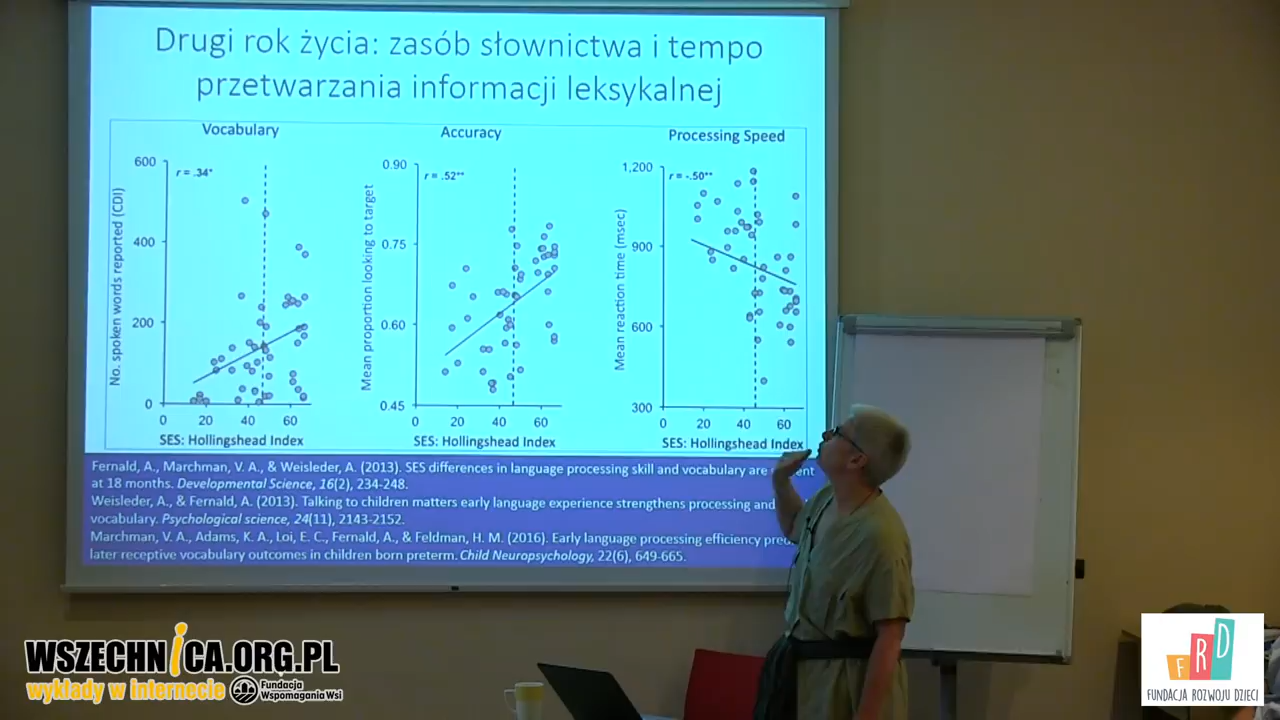 Drugi rok życia: zasób słownictwa i tempo
przetwarzania informacji leksykalnej
Vocabulary
Accuracy
Processing Speed
No. spoken words reported (CDI)
600
400
200
0
r = .34*
0 20 40 60
SES: Hollingshead Index
Mean proportion looking to target
0.90
0.75
0.60
0.45
r = .52**
0 20 40 60
SES: Hollingshead Index
Mean reaction time (msec)
1,200
900
600
300
r = -.50**
0 20 40 60
SES: Hollingshead Index
Fernald, A., Marchman, V. A., & Weisleder, A. (2013). SES differences in language processing skill and vocabulary are
at 18 months. Developmental Science, 16(2), 234-248.
Weisleder, A., & Fernald, A. (2013). Talking to children matters early language experience strengthens processing and
vocabulary. Psychological science, 24(11), 2143-2152.
Marchman, V. A., Adams, K. A., Loi, E. C., Fernald, A., & Feldman, H. M. (2016). Early language processing efficiency
later receptive vocabulary outcomes in children born preterm. Child Neuropsychology, 22(6), 649-665.
WSZECHNICA.ORG.PL
wykłady w internecie
Fundacja
Wspomagania Wsi
FRD
FUNDACJA ROZWOJU DZIECI